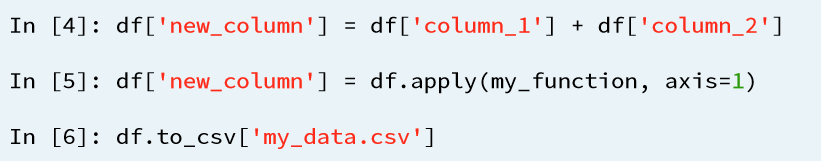 In [4]: df['new_column'] = df['column_1'] + df['column_2']
In [5]: df['new_column'] = df.apply(my_function, axis=1)
In [6]: df.to_csv['my_data.csv']